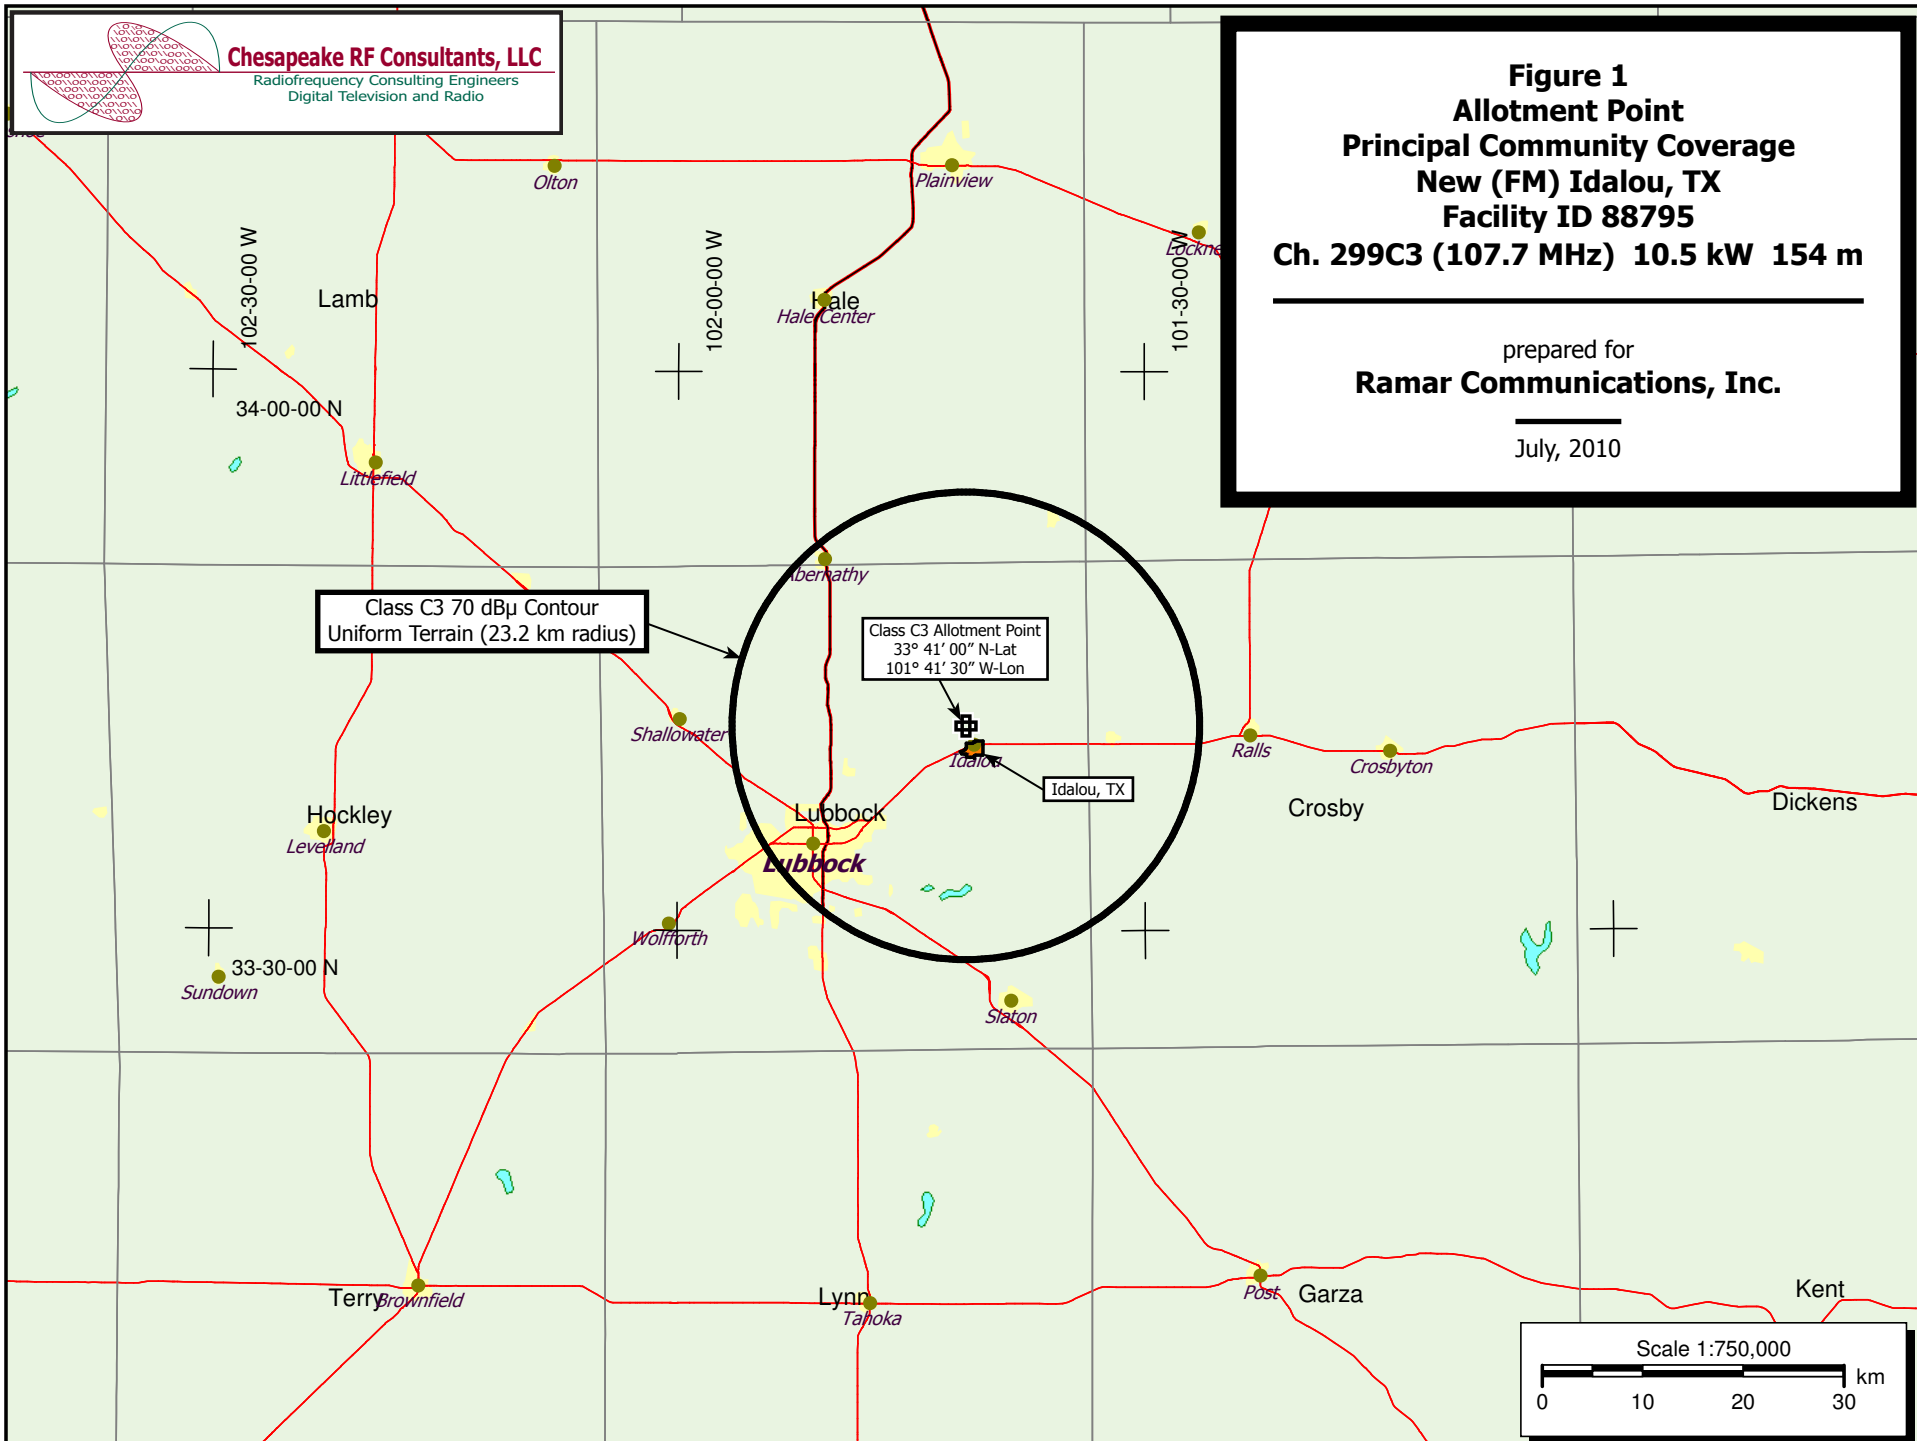 Chesapeake RF Consultants, LLC
Radiofrequency Consulting Engineers
Digital Television and Radio
Figure 1
Allotment Point
Principal Community Coverage
New (FM) Idalou, TX
Facility ID 88795
Ch. 299C3 (107.7 MHz) 10.5 kW 154 m
prepared for
Ramar Communications, Inc.
July, 2010
Olton
Plainview
102-30-00 W
102-00-00 W
101-30-00 W
Lamb
Hale
Hale Center
34-00-00 N
Littlefield
Abernathy
Class C3 70 dBµ Contour
Uniform Terrain (23.2 km radius)
Class C3 Allotment Point
33° 41′ 00″ N-Lat
101° 41′ 30″ W-Lon
Shallowater
Idalou
Ralls
Crosbyton
Idalou, TX
Hockley
Levelland
Lubbock
Lubbock
Crosby
Dickens
Wolfforth
33-30-00 N
Sundown
Slaton
Terry
Brownfield
Lynn
Tahoka
Post
Garza
Kent
Scale 1:750,000
km
0 10 20 30